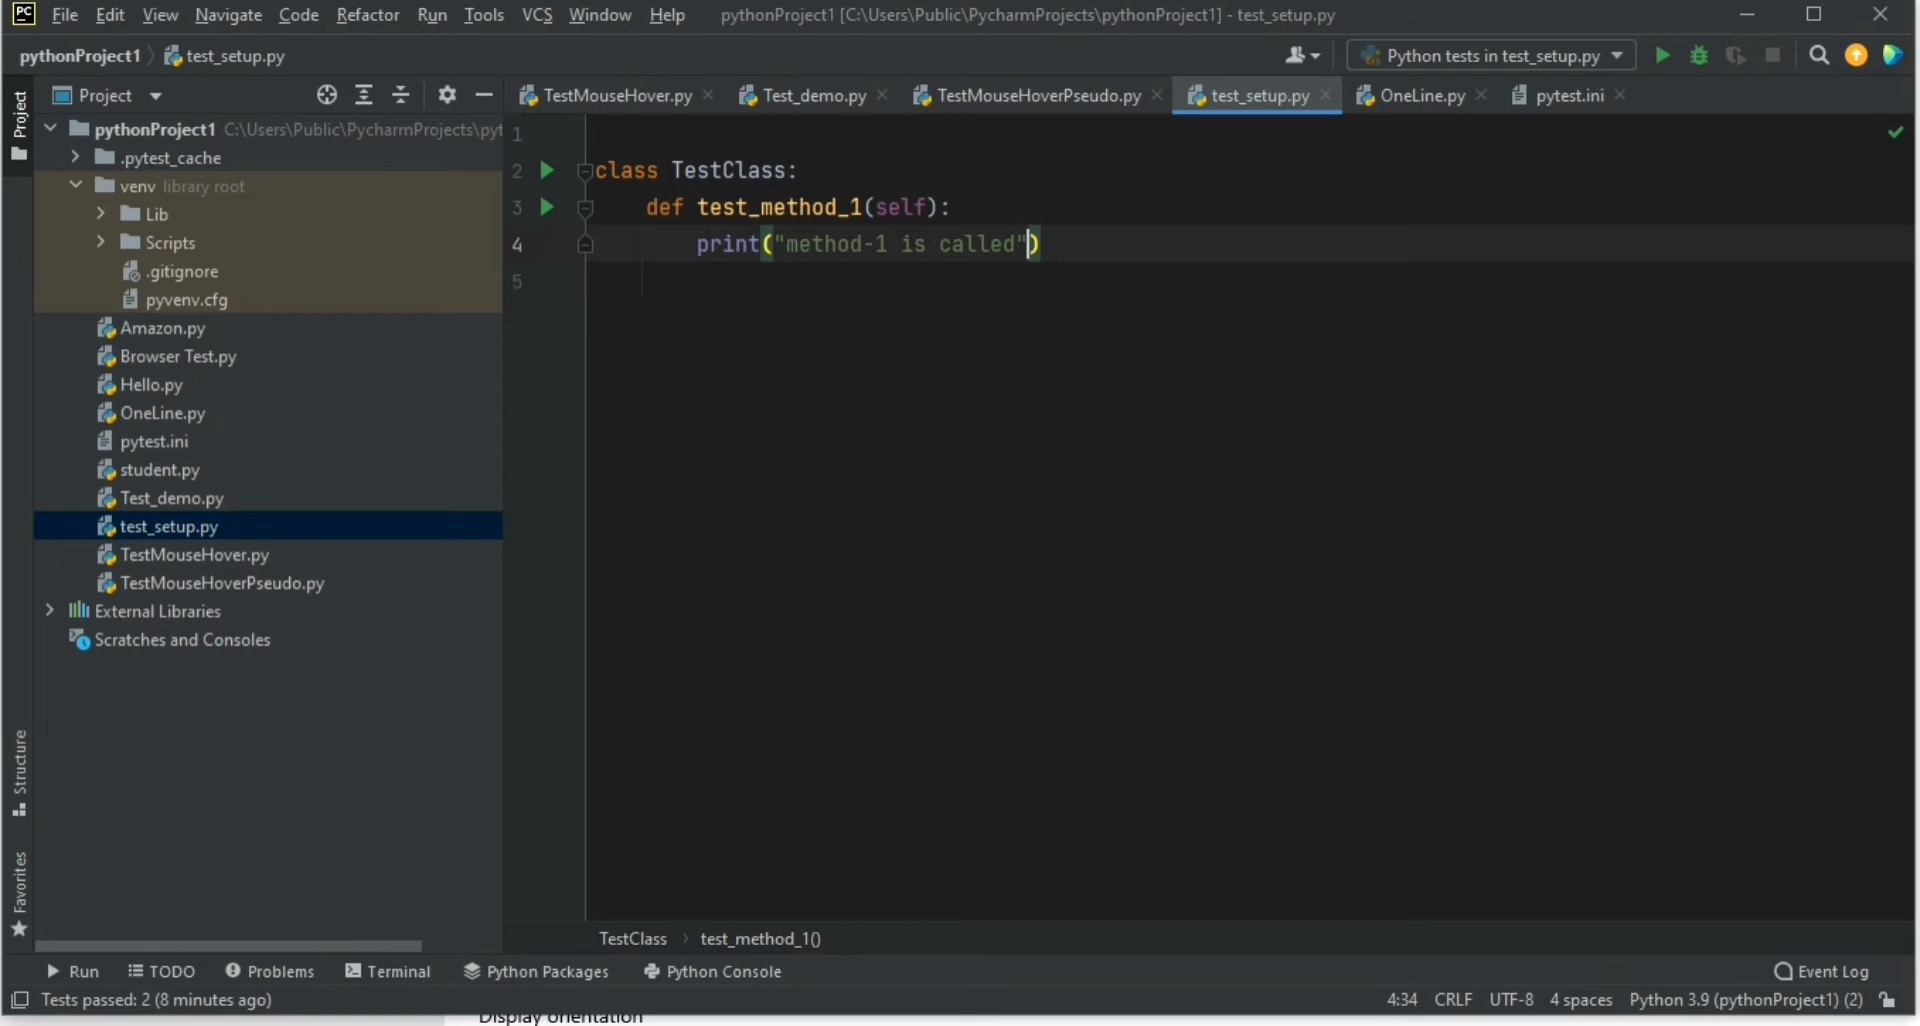 PC File Edit View Navigate Code Refactor Run Tools VCS Window Help pythonProject1 [C:\Users\Public\PycharmProjects\pythonProject1] - test_setup.py
pythonProject1 test_setup.py Python tests in test_setup.py
Project
Project
TestMouseHover.py Test_demo.py TestMouseHoverPseudo.py test_setup.py OneLine.py pytest.ini
pythonProject1 C:\Users\Public\PycharmProjects\pyt
.pytest_cache
venv library root
Lib
Scripts
.gitignore
pyvenv.cfg
Amazon.py
Browser Test.py
Hello.py
OneLine.py
pytest.ini
student.py
Test_demo.py
test_setup.py
TestMouseHover.py
TestMouseHoverPseudo.py
External Libraries
Scratches and Consoles
Structure
Favorites
1
2 class TestClass:
3 def test_method_1(self):
4 print("method-1 is called")
5
TestClass test_method_1()
Run TODO Problems Terminal Python Packages Python Console Event Log
Tests passed: 2 (8 minutes ago) 4:34 CRLF UTF-8 4 spaces Python 3.9 (pythonProject1) (2)
Display orientation